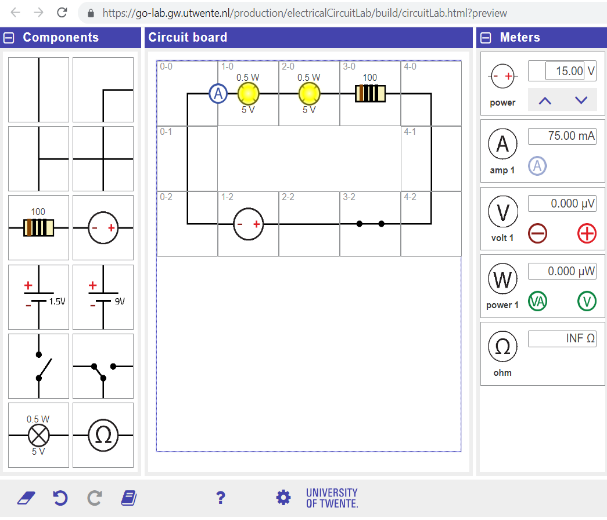 https://go-lab.gw.utwente.nl/production/electricalCircuitLab/build/circuitLab.html?preview
Components
Circuit board
Meters
0-0
1-0
2-0
3-0
4-0
0.5 W
0.5 W
100
A
5 V
5 V
0-1
4-1
0-2
1-2
2-2
3-2
4-2
- +
100
- +
+
-
1.5V
+
-
9V
0.5 W
5 V
Ω
- +
power
15.00 V
A
amp 1
75.00 mA
A
V
volt 1
0.000 µV
W
power 1
0.000 µW
VA
V
Ω
ohm
INF Ω
?
UNIVERSITY
OF TWENTE.